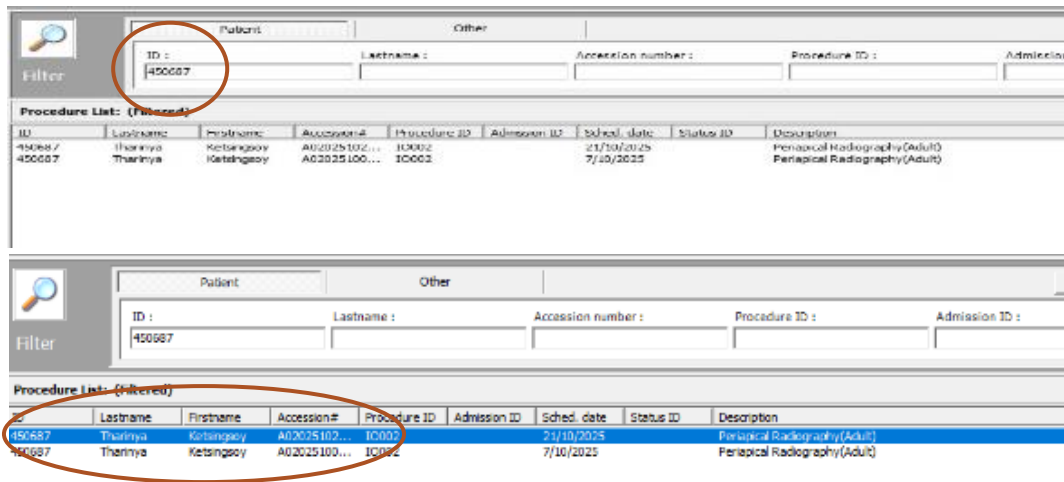 Patient Other
ID : Lastname : Accession number : Procedure ID : Admission
Filter 450687
Procedure List: (Filtered)
ID Lastname Firstname Accession# Procedure ID Admission ID Sched. date Status ID Description
450687 Tharinya Ketsingsoy A02025102... IO002 21/10/2025 Periapical Radiography(Adult)
450687 Tharinya Ketsingsoy A02025100... IO002 7/10/2025 Periapical Radiography(Adult)
Patient Other
ID : Lastname : Accession number : Procedure ID : Admission ID :
Filter 450687
Procedure List: (Filtered)
ID Lastname Firstname Accession# Procedure ID Admission ID Sched. date Status ID Description
450687 Tharinya Ketsingsoy A02025102... IO002 21/10/2025 Periapical Radiography(Adult)
450687 Tharinya Ketsingsoy A02025100... IO002 7/10/2025 Periapical Radiography(Adult)